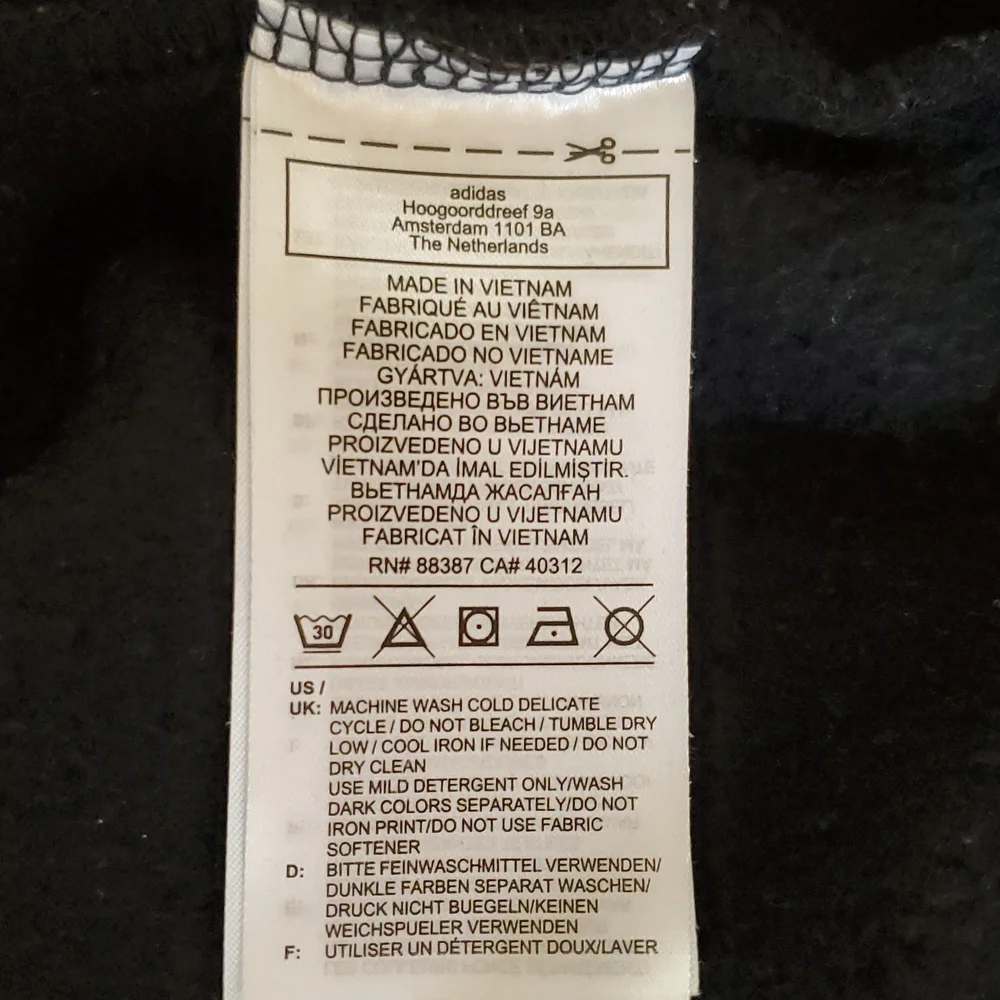 adidas
Hoogoorddreef 9a
Amsterdam 1101 BA
The Netherlands
MADE IN VIETNAM
FABRIQUÉ AU VIÊTNAM
FABRICADO EN VIETNAM
FABRICADO NO VIETNAME
GYÁRTVA: VIETNÁM
ПРОИЗВЕДЕНО ВЪВ ВИЕТНАМ
СДЕЛАНО ВО ВЬЕТНАМЕ
PROIZVEDENO U VIJETNAMU
VİETNAM'DA İMAL EDİLMİŞTİR.
ВЬЕТНАМДА ЖАСАЛҒАН
PROIZVEDENO U VIJETNAMU
FABRICAT ÎN VIETNAM
RN# 88387 CA# 40312
30
US /
UK: MACHINE WASH COLD DELICATE
CYCLE / DO NOT BLEACH / TUMBLE DRY
LOW / COOL IRON IF NEEDED / DO NOT
DRY CLEAN
USE MILD DETERGENT ONLY/WASH
DARK COLORS SEPARATELY/DO NOT
IRON PRINT/DO NOT USE FABRIC
SOFTENER
D: BITTE FEINWASCHMITTEL VERWENDEN/
DUNKLE FARBEN SEPARAT WASCHEN/
DRUCK NICHT BUEGELN/KEINEN
WEICHSPUELER VERWENDEN
F: UTILISER UN DÉTERGENT DOUX/LAVER